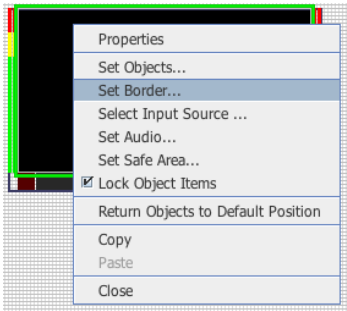 Properties
Set Objects...
Set Border...
Select Input Source ...
Set Audio...
Set Safe Area...
Lock Object Items
Return Objects to Default Position
Copy
Paste
Close